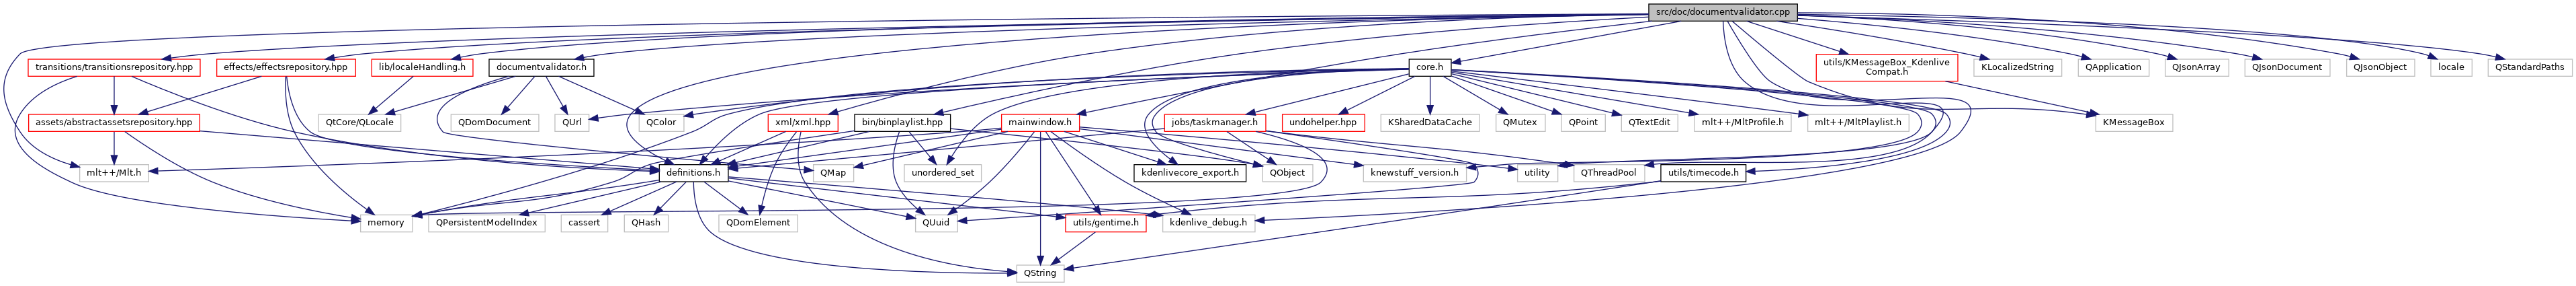 src/doc/documentvalidator.cpp
transitions/transitionsrepository.hpp
effects/effectsrepository.hpp
lib/localeHandling.h
documentvalidator.h
core.h
utils/KMessageBox_Kdenlive
Compat.h
KLocalizedString
QApplication
QJsonArray
QJsonDocument
QJsonObject
locale
QStandardPaths
assets/abstractassetsrepository.hpp
QtCore/QLocale
QDomDocument
QUrl
QColor
xml/xml.hpp
bin/binplaylist.hpp
mainwindow.h
jobs/taskmanager.h
undohelper.hpp
KSharedDataCache
QMutex
QPoint
QTextEdit
mlt++/MltProfile.h
mlt++/MltPlaylist.h
KMessageBox
mlt++/Mlt.h
definitions.h
QMap
unordered_set
kdenlivecore_export.h
QObject
knewstuff_version.h
utility
QThreadPool
utils/timecode.h
memory
QPersistentModelIndex
cassert
QHash
QDomElement
QUuid
utils/gentime.h
kdenlive_debug.h
QString